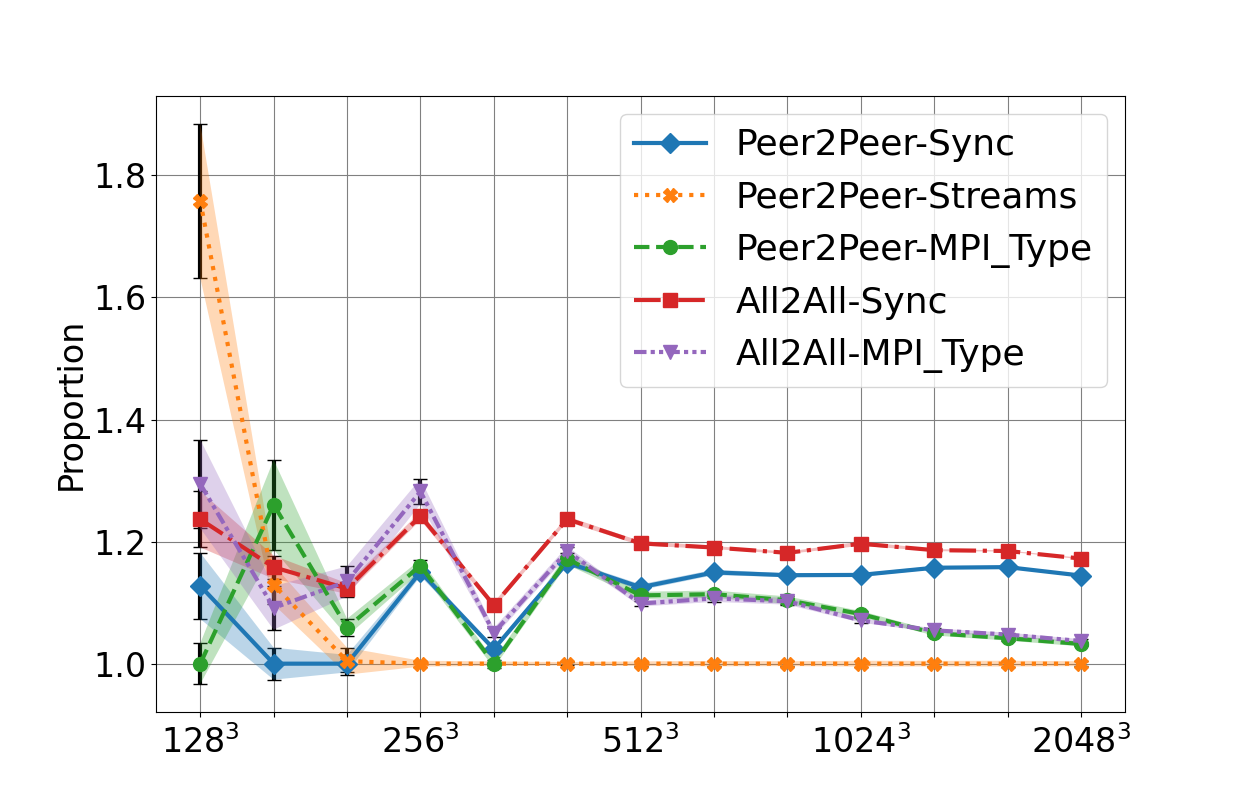 Proportion
1.8
1.6
1.4
1.2
1.0
128³
256³
512³
1024³
2048³
Peer2Peer-Sync
Peer2Peer-Streams
Peer2Peer-MPI_Type
All2All-Sync
All2All-MPI_Type